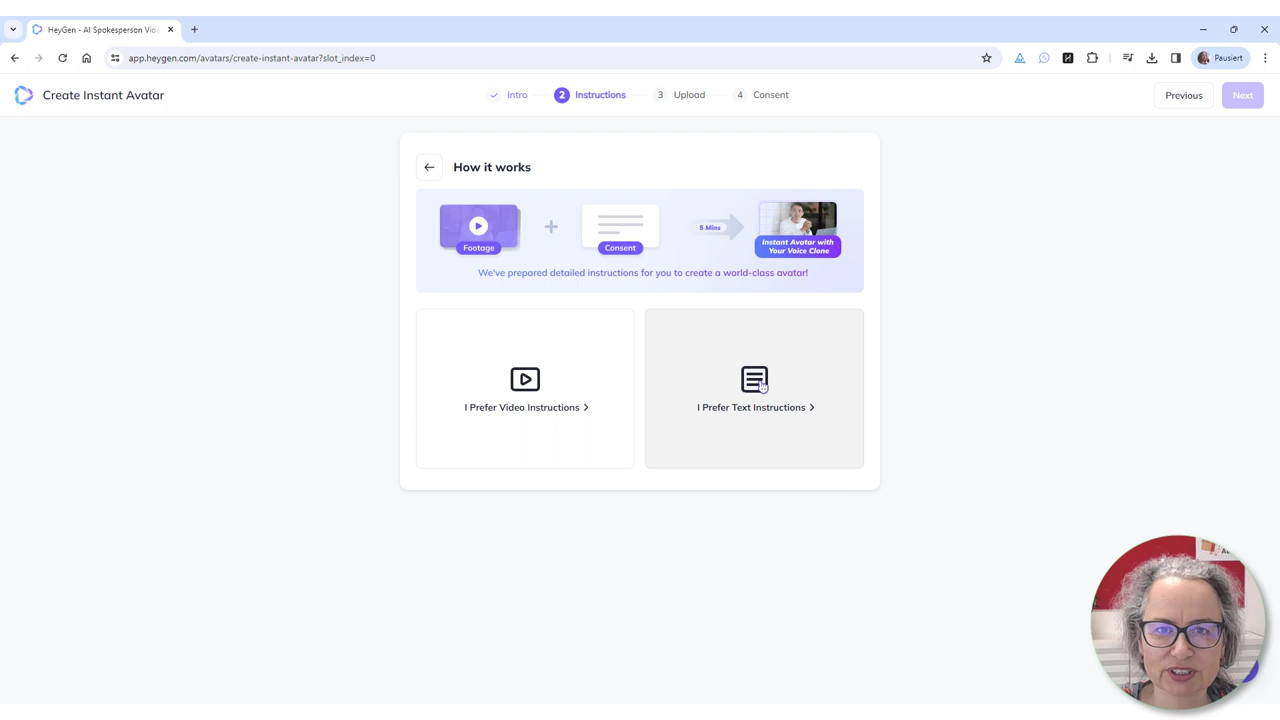 HeyGen - AI Spokesperson Vid
app.heygen.com/avatars/create-instant-avatar?slot_index=0
Pausiert
Create Instant Avatar
Intro
2 Instructions
3 Upload
4 Consent
Previous
Next
How it works
Footage
Consent
5 Mins
Instant Avatar with
Your Voice Clone
We've prepared detailed instructions for you to create a world-class avatar!
I Prefer Video Instructions
I Prefer Text Instructions